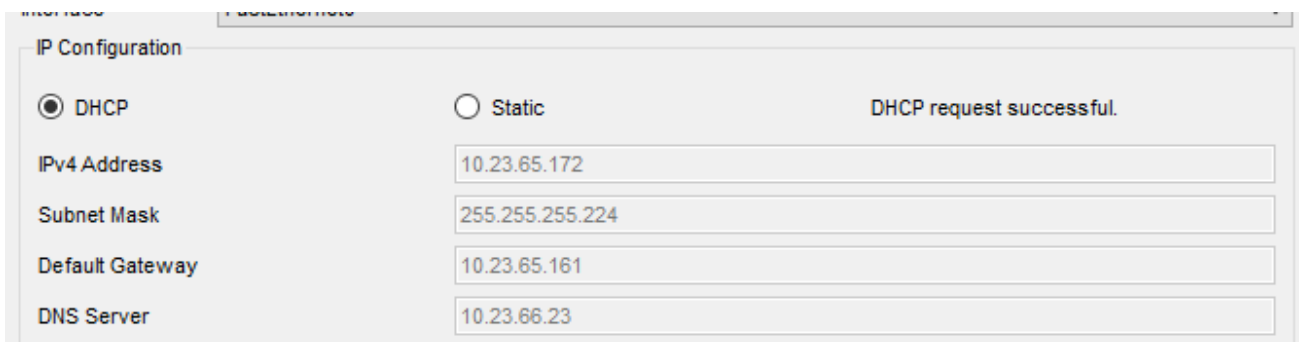 IP Configuration
DHCP Static DHCP request successful.
IPv4 Address 10.23.65.172
Subnet Mask 255.255.255.224
Default Gateway 10.23.65.161
DNS Server 10.23.66.23